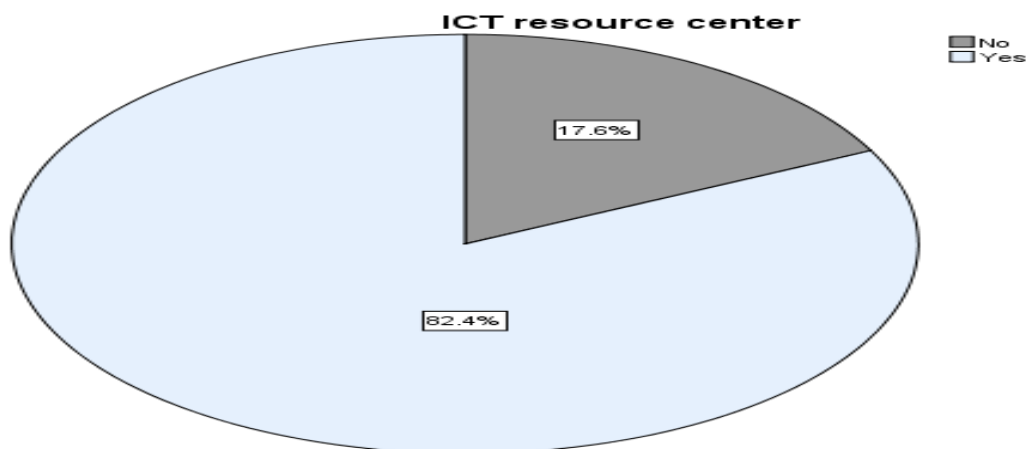 ICT resource center
No
Yes
17.6%
82.4%